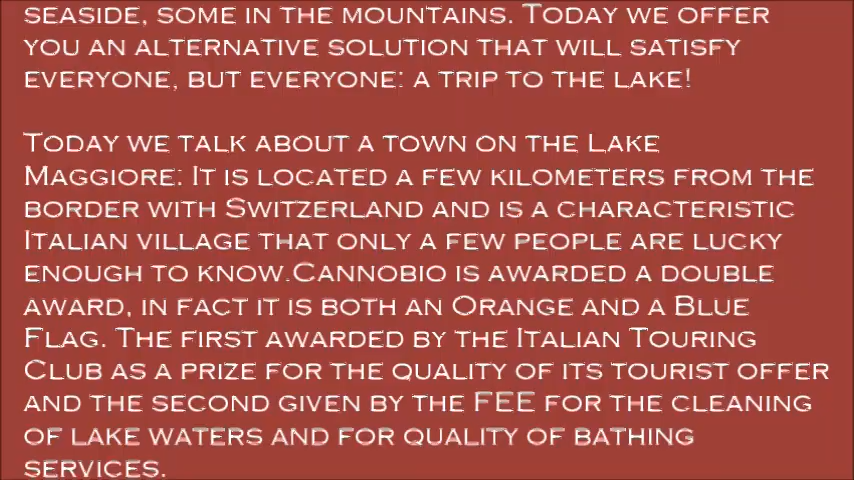 SEASIDE, SOME IN THE MOUNTAINS. TODAY WE OFFER
YOU AN ALTERNATIVE SOLUTION THAT WILL SATISFY
EVERYONE, BUT EVERYONE: A TRIP TO THE LAKE!
TODAY WE TALK ABOUT A TOWN ON THE LAKE
MAGGIORE: IT IS LOCATED A FEW KILOMETERS FROM THE
BORDER WITH SWITZERLAND AND IS A CHARACTERISTIC
ITALIAN VILLAGE THAT ONLY A FEW PEOPLE ARE LUCKY
ENOUGH TO KNOW.CANNOBIO IS AWARDED A DOUBLE
AWARD, IN FACT IT IS BOTH AN ORANGE AND A BLUE
FLAG. THE FIRST AWARDED BY THE ITALIAN TOURING
CLUB AS A PRIZE FOR THE QUALITY OF ITS TOURIST OFFER
AND THE SECOND GIVEN BY THE FEE FOR THE CLEANING
OF LAKE WATERS AND FOR QUALITY OF BATHING
SERVICES.